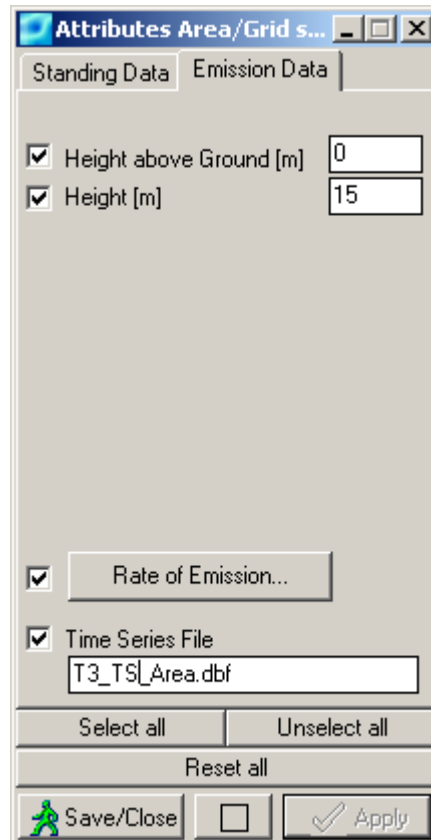 Attributes Area/Grid s...
Standing Data Emission Data
Height above Ground [m] 0
Height [m] 15
Rate of Emission...
Time Series File
T3_TS_Area.dbf
Select all Unselect all
Reset all
Save/Close Apply